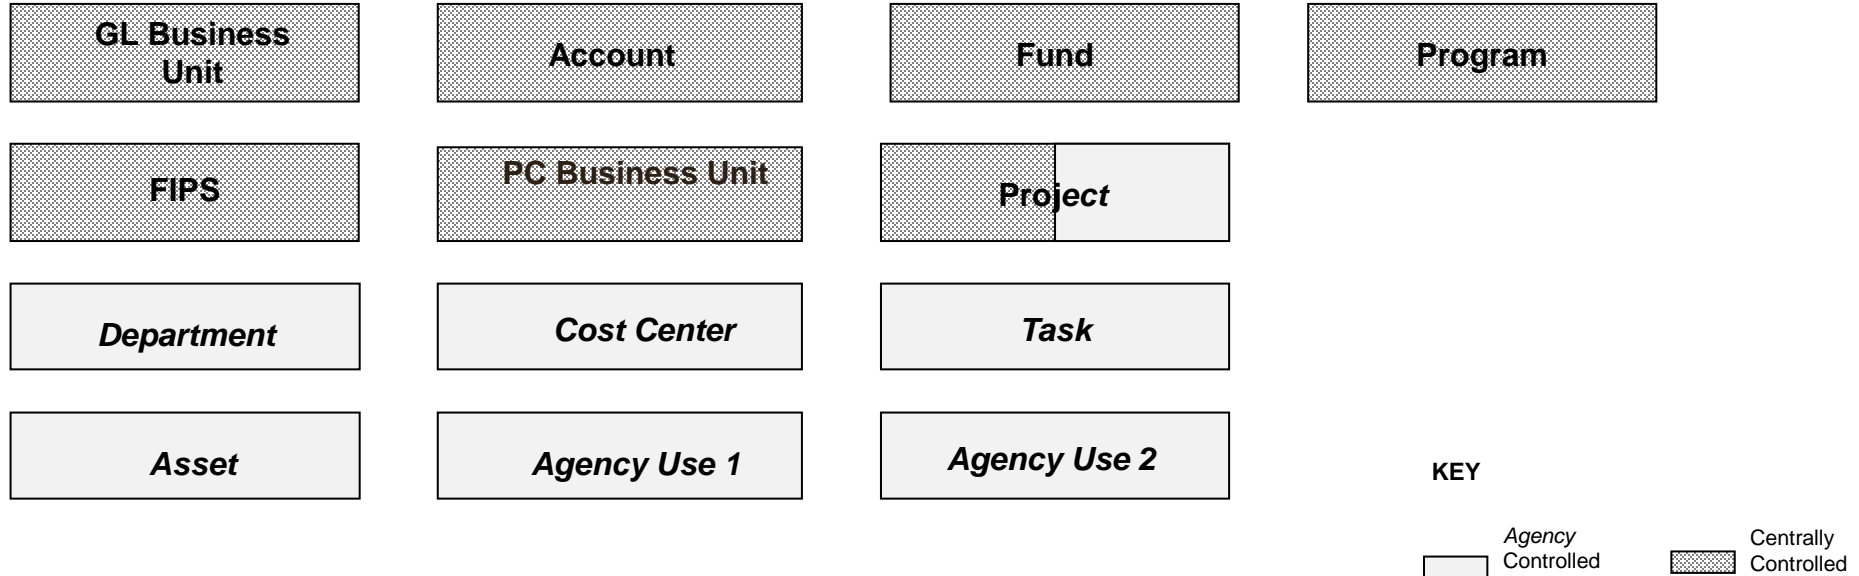 GL Business
Unit
Account
Fund
Program
FIPS
PC Business Unit
Project
Department
Cost Center
Task
Asset
Agency Use 1
Agency Use 2
KEY
Agency
Controlled
Centrally
Controlled